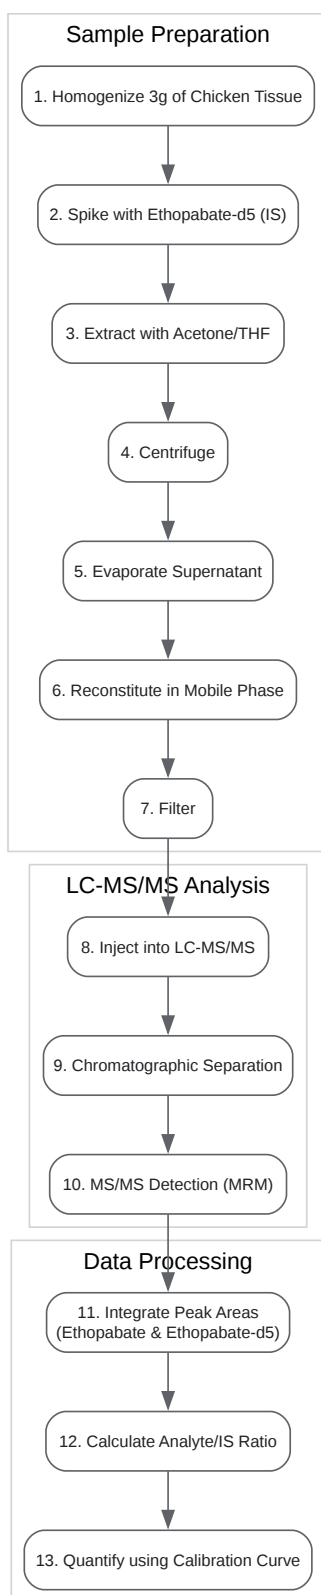 Sample Preparation
1. Homogenize 3g of Chicken Tissue
2. Spike with Ethopabate-d5 (IS)
3. Extract with Acetone/THF
4. Centrifuge
5. Evaporate Supernatant
6. Reconstitute in Mobile Phase
7. Filter
LC-MS/MS Analysis
8. Inject into LC-MS/MS
9. Chromatographic Separation
10. MS/MS Detection (MRM)
Data Processing
11. Integrate Peak Areas
(Ethopabate & Ethopabate-d5)
12. Calculate Analyte/IS Ratio
13. Quantify using Calibration Curve